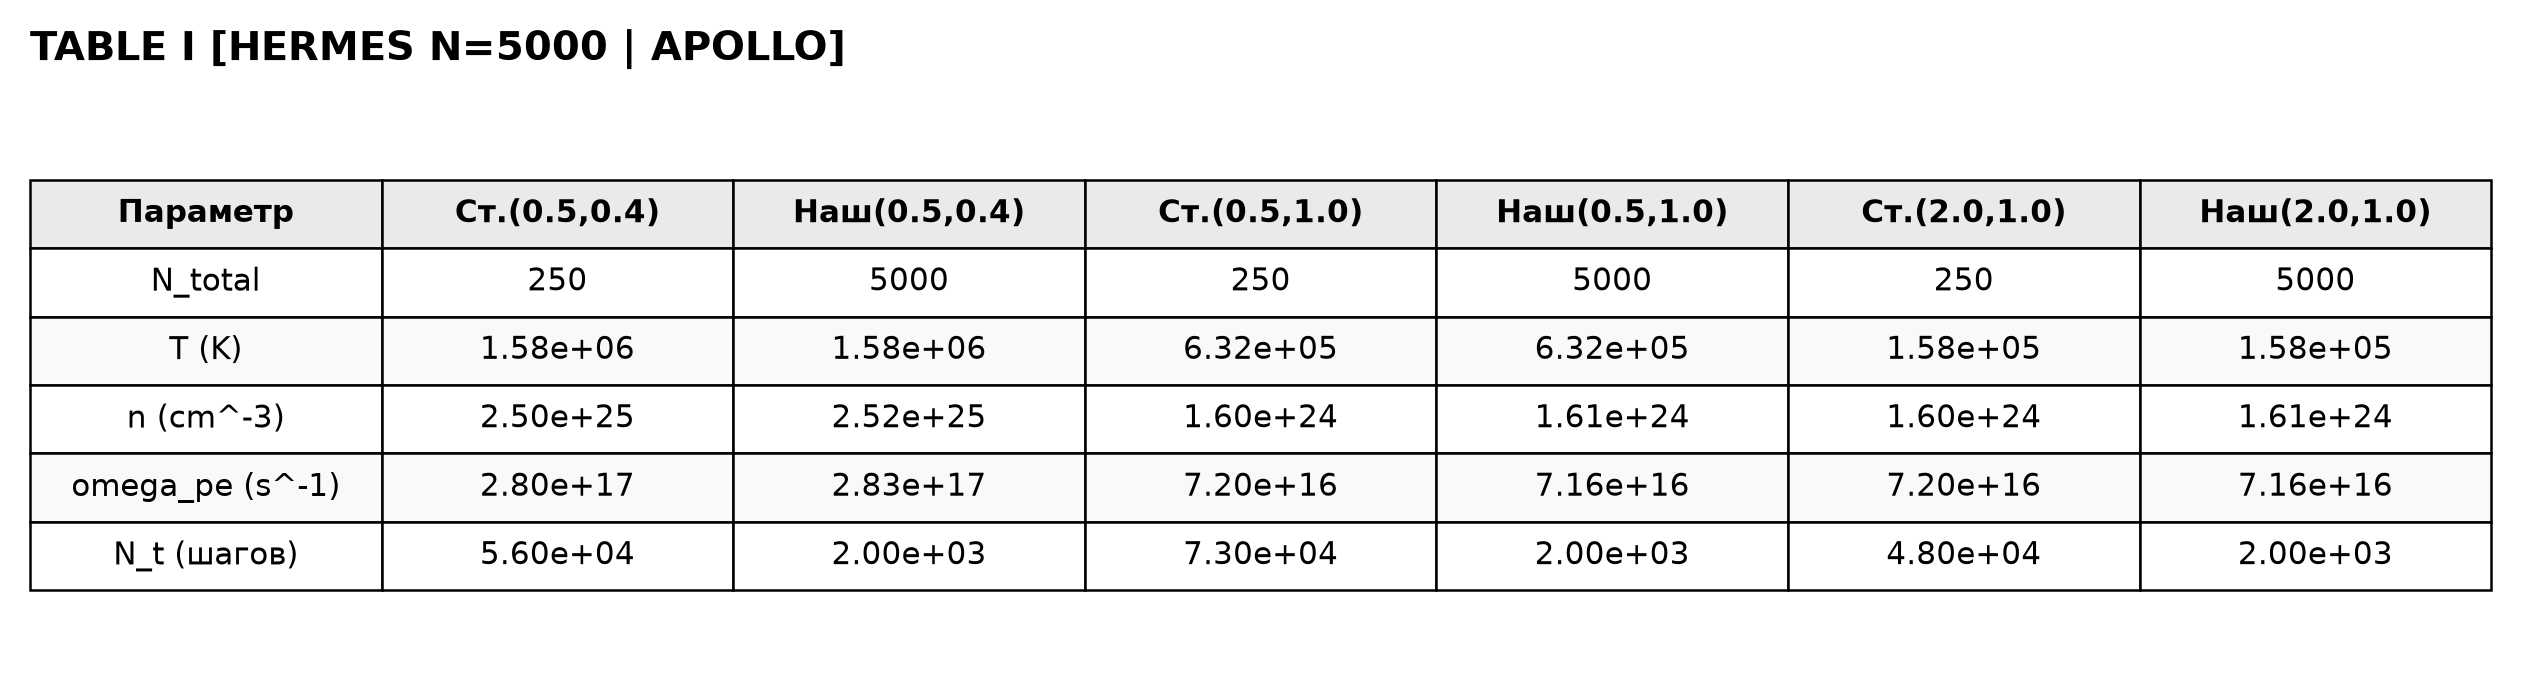 TABLE I [HERMES N=5000 | APOLLO]
Параметр Ст.(0.5,0.4) Наш(0.5,0.4) Ст.(0.5,1.0) Наш(0.5,1.0) Ст.(2.0,1.0) Наш(2.0,1.0)
N_total 250 5000 250 5000 250 5000
T (K) 1.58e+06 1.58e+06 6.32e+05 6.32e+05 1.58e+05 1.58e+05
n (cm^-3) 2.50e+25 2.52e+25 1.60e+24 1.61e+24 1.60e+24 1.61e+24
omega_pe (s^-1) 2.80e+17 2.83e+17 7.20e+16 7.16e+16 7.20e+16 7.16e+16
N_t (шагов) 5.60e+04 2.00e+03 7.30e+04 2.00e+03 4.80e+04 2.00e+03